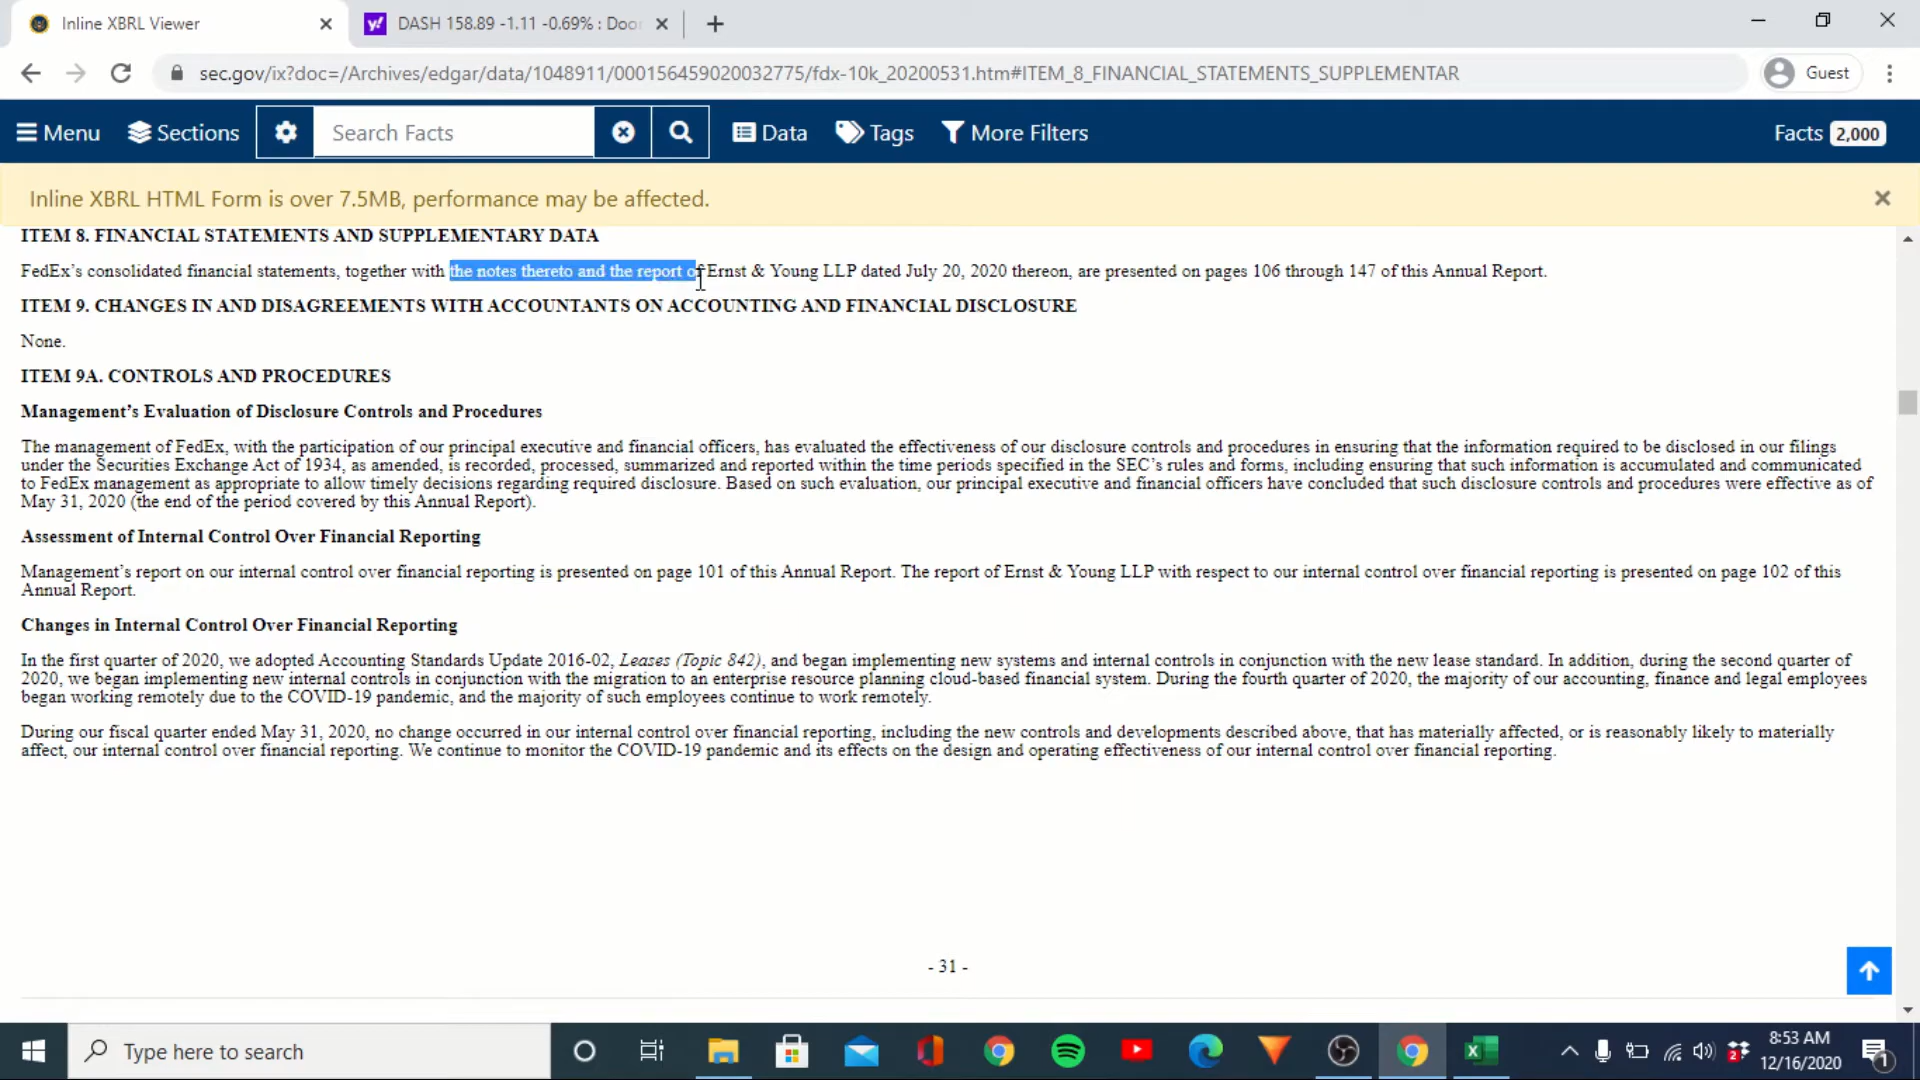 Inline XBRL Viewer
DASH 158.89 -1.11 -0.69% : Doo
sec.gov/ix?doc=/Archives/edgar/data/1048911/000156459020032775/fdx-10k_20200531.htm#ITEM_8_FINANCIAL_STATEMENTS_SUPPLEMENTAR
Guest
Menu
Sections
Search Facts
Data
Tags
More Filters
Facts 2,000
Inline XBRL HTML Form is over 7.5MB, performance may be affected.
ITEM 8. FINANCIAL STATEMENTS AND SUPPLEMENTARY DATA
FedEx’s consolidated financial statements, together with the notes thereto and the report of Ernst & Young LLP dated July 20, 2020 thereon, are presented on pages 106 through 147 of this Annual Report.
ITEM 9. CHANGES IN AND DISAGREEMENTS WITH ACCOUNTANTS ON ACCOUNTING AND FINANCIAL DISCLOSURE
None.
ITEM 9A. CONTROLS AND PROCEDURES
Management’s Evaluation of Disclosure Controls and Procedures
The management of FedEx, with the participation of our principal executive and financial officers, has evaluated the effectiveness of our disclosure controls and procedures in ensuring that the information required to be disclosed in our filings
under the Securities Exchange Act of 1934, as amended, is recorded, processed, summarized and reported within the time periods specified in the SEC’s rules and forms, including ensuring that such information is accumulated and communicated
to FedEx management as appropriate to allow timely decisions regarding required disclosure. Based on such evaluation, our principal executive and financial officers have concluded that such disclosure controls and procedures were effective as of
May 31, 2020 (the end of the period covered by this Annual Report).
Assessment of Internal Control Over Financial Reporting
Management’s report on our internal control over financial reporting is presented on page 101 of this Annual Report. The report of Ernst & Young LLP with respect to our internal control over financial reporting is presented on page 102 of this
Annual Report.
Changes in Internal Control Over Financial Reporting
In the first quarter of 2020, we adopted Accounting Standards Update 2016-02, Leases (Topic 842), and began implementing new systems and internal controls in conjunction with the new lease standard. In addition, during the second quarter of
2020, we began implementing new internal controls in conjunction with the migration to an enterprise resource planning cloud-based financial system. During the fourth quarter of 2020, the majority of our accounting, finance and legal employees
began working remotely due to the COVID-19 pandemic, and the majority of such employees continue to work remotely.
During our fiscal quarter ended May 31, 2020, no change occurred in our internal control over financial reporting, including the new controls and developments described above, that has materially affected, or is reasonably likely to materially
affect, our internal control over financial reporting. We continue to monitor the COVID-19 pandemic and its effects on the design and operating effectiveness of our internal control over financial reporting.
- 31 -
Type here to search
8:53 AM
12/16/2020